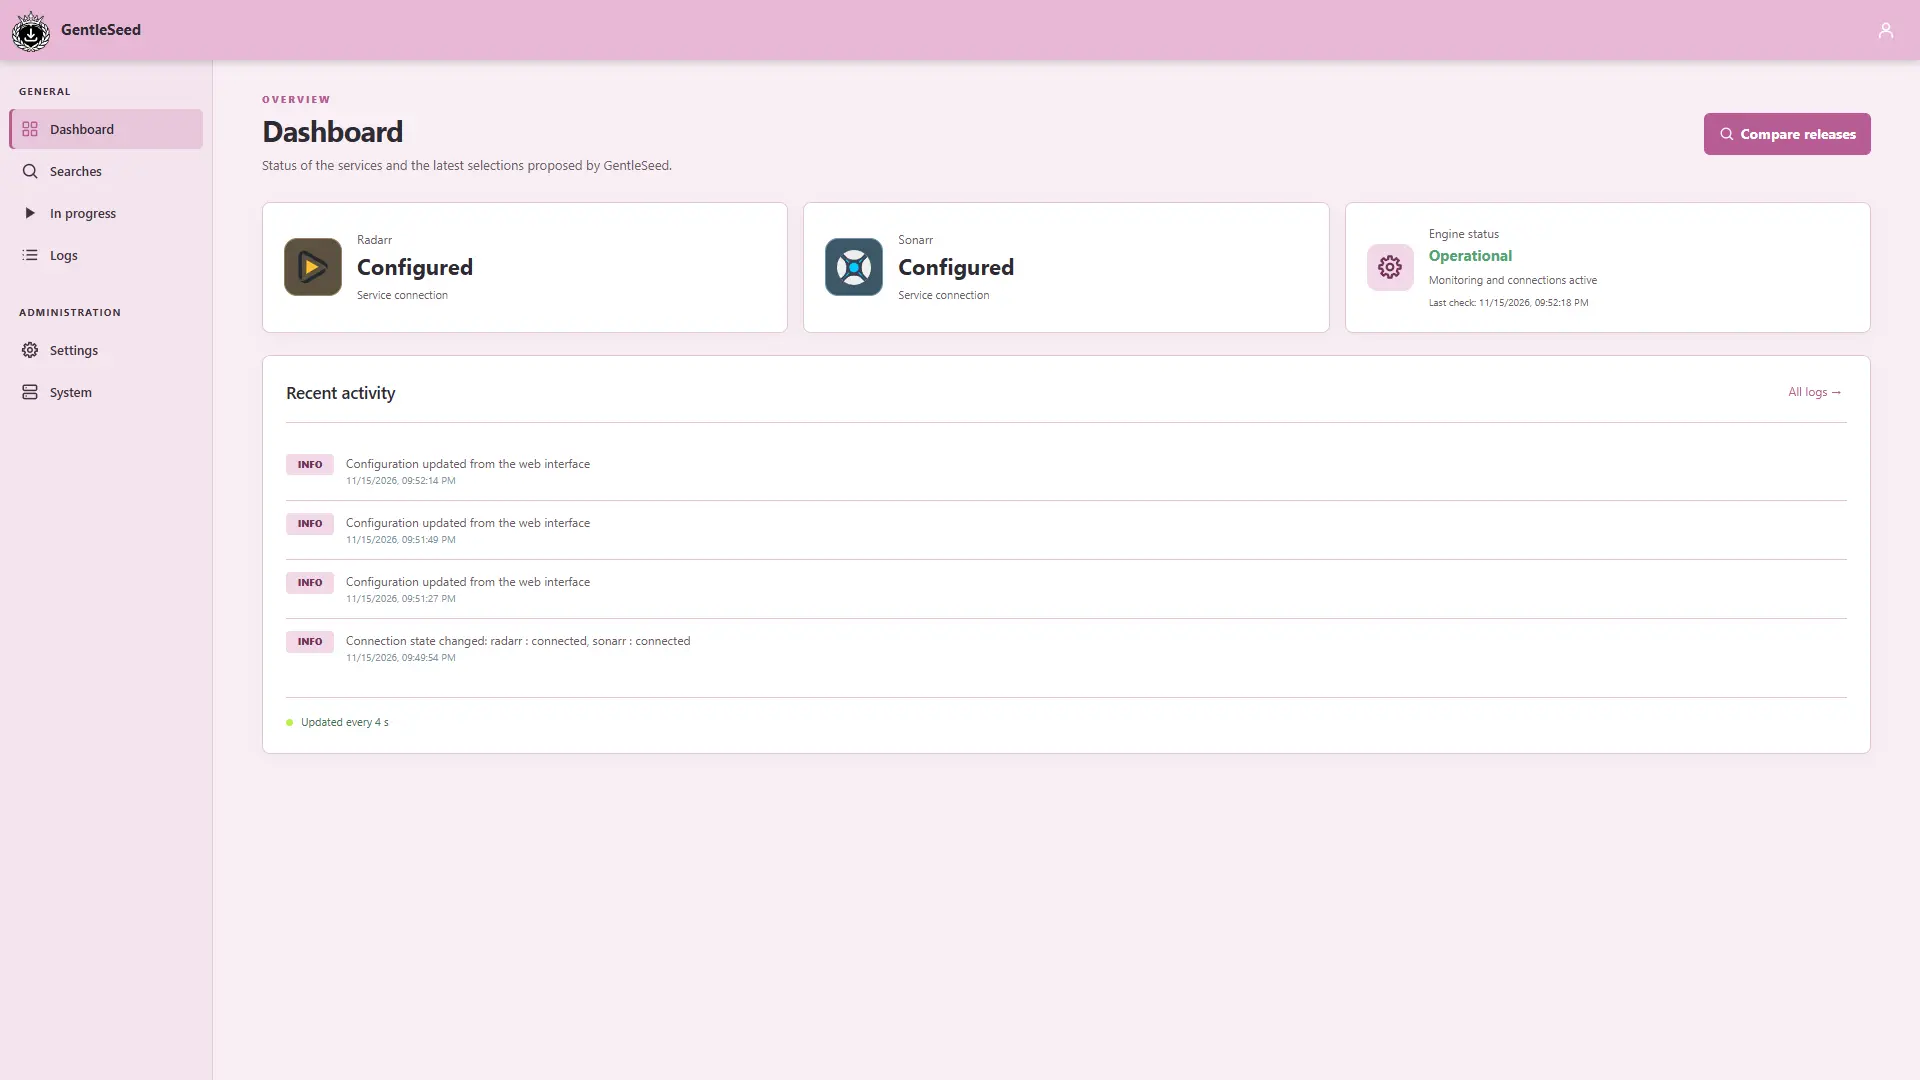 GentleSeed
GENERAL
Dashboard
Searches
In progress
Logs
ADMINISTRATION
Settings
System
OVERVIEW
Dashboard
Status of the services and the latest selections proposed by GentleSeed.
Compare releases
Radarr
Configured
Service connection
Sonarr
Configured
Service connection
Engine status
Operational
Monitoring and connections active
Last check: 11/15/2026, 09:52:18 PM
Recent activity
All logs →
INFO
Configuration updated from the web interface
11/15/2026, 09:52:14 PM
INFO
Configuration updated from the web interface
11/15/2026, 09:51:49 PM
INFO
Configuration updated from the web interface
11/15/2026, 09:51:27 PM
INFO
Connection state changed: radarr : connected, sonarr : connected
11/15/2026, 09:49:54 PM
Updated every 4 s